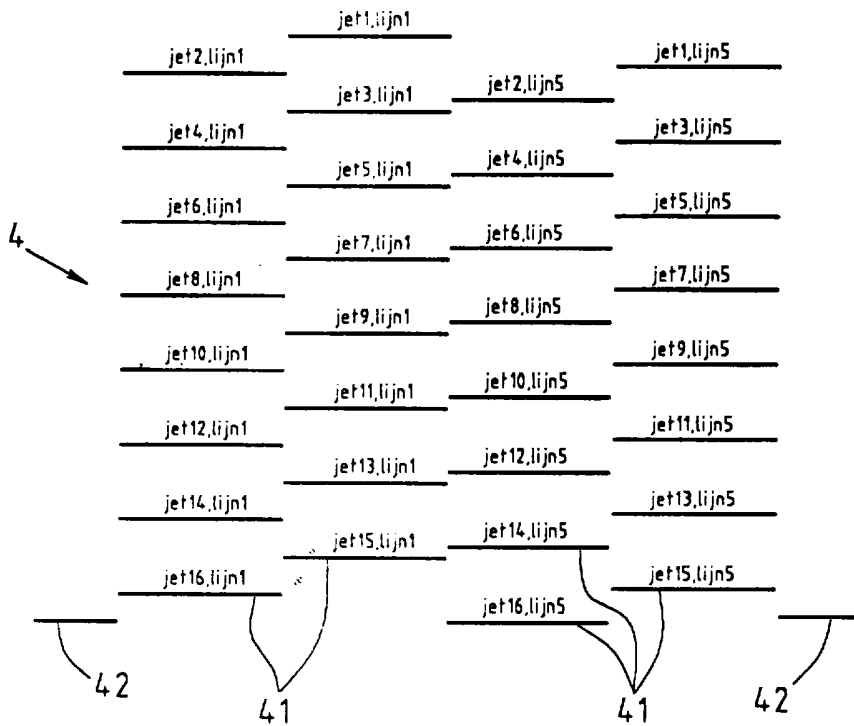 jet1,lijn1
jet2,lijn1
jet1,lijn5
jet3,lijn1
jet2,lijn5
jet4,lijn1
jet3,lijn5
jet5,lijn1
jet4,lijn5
jet6,lijn1
jet5,lijn5
4
jet7,lijn1
jet6,lijn5
jet8,lijn1
jet7,lijn5
jet9,lijn1
jet8,lijn5
jet10,lijn1
jet9,lijn5
jet11,lijn1
jet10,lijn5
jet12,lijn1
jet11,lijn5
jet13,lijn1
jet12,lijn5
jet14,lijn1
jet13,lijn5
jet15,lijn1
jet14,lijn5
jet16,lijn1
jet15,lijn5
jet16,lijn5
42
41
41
42